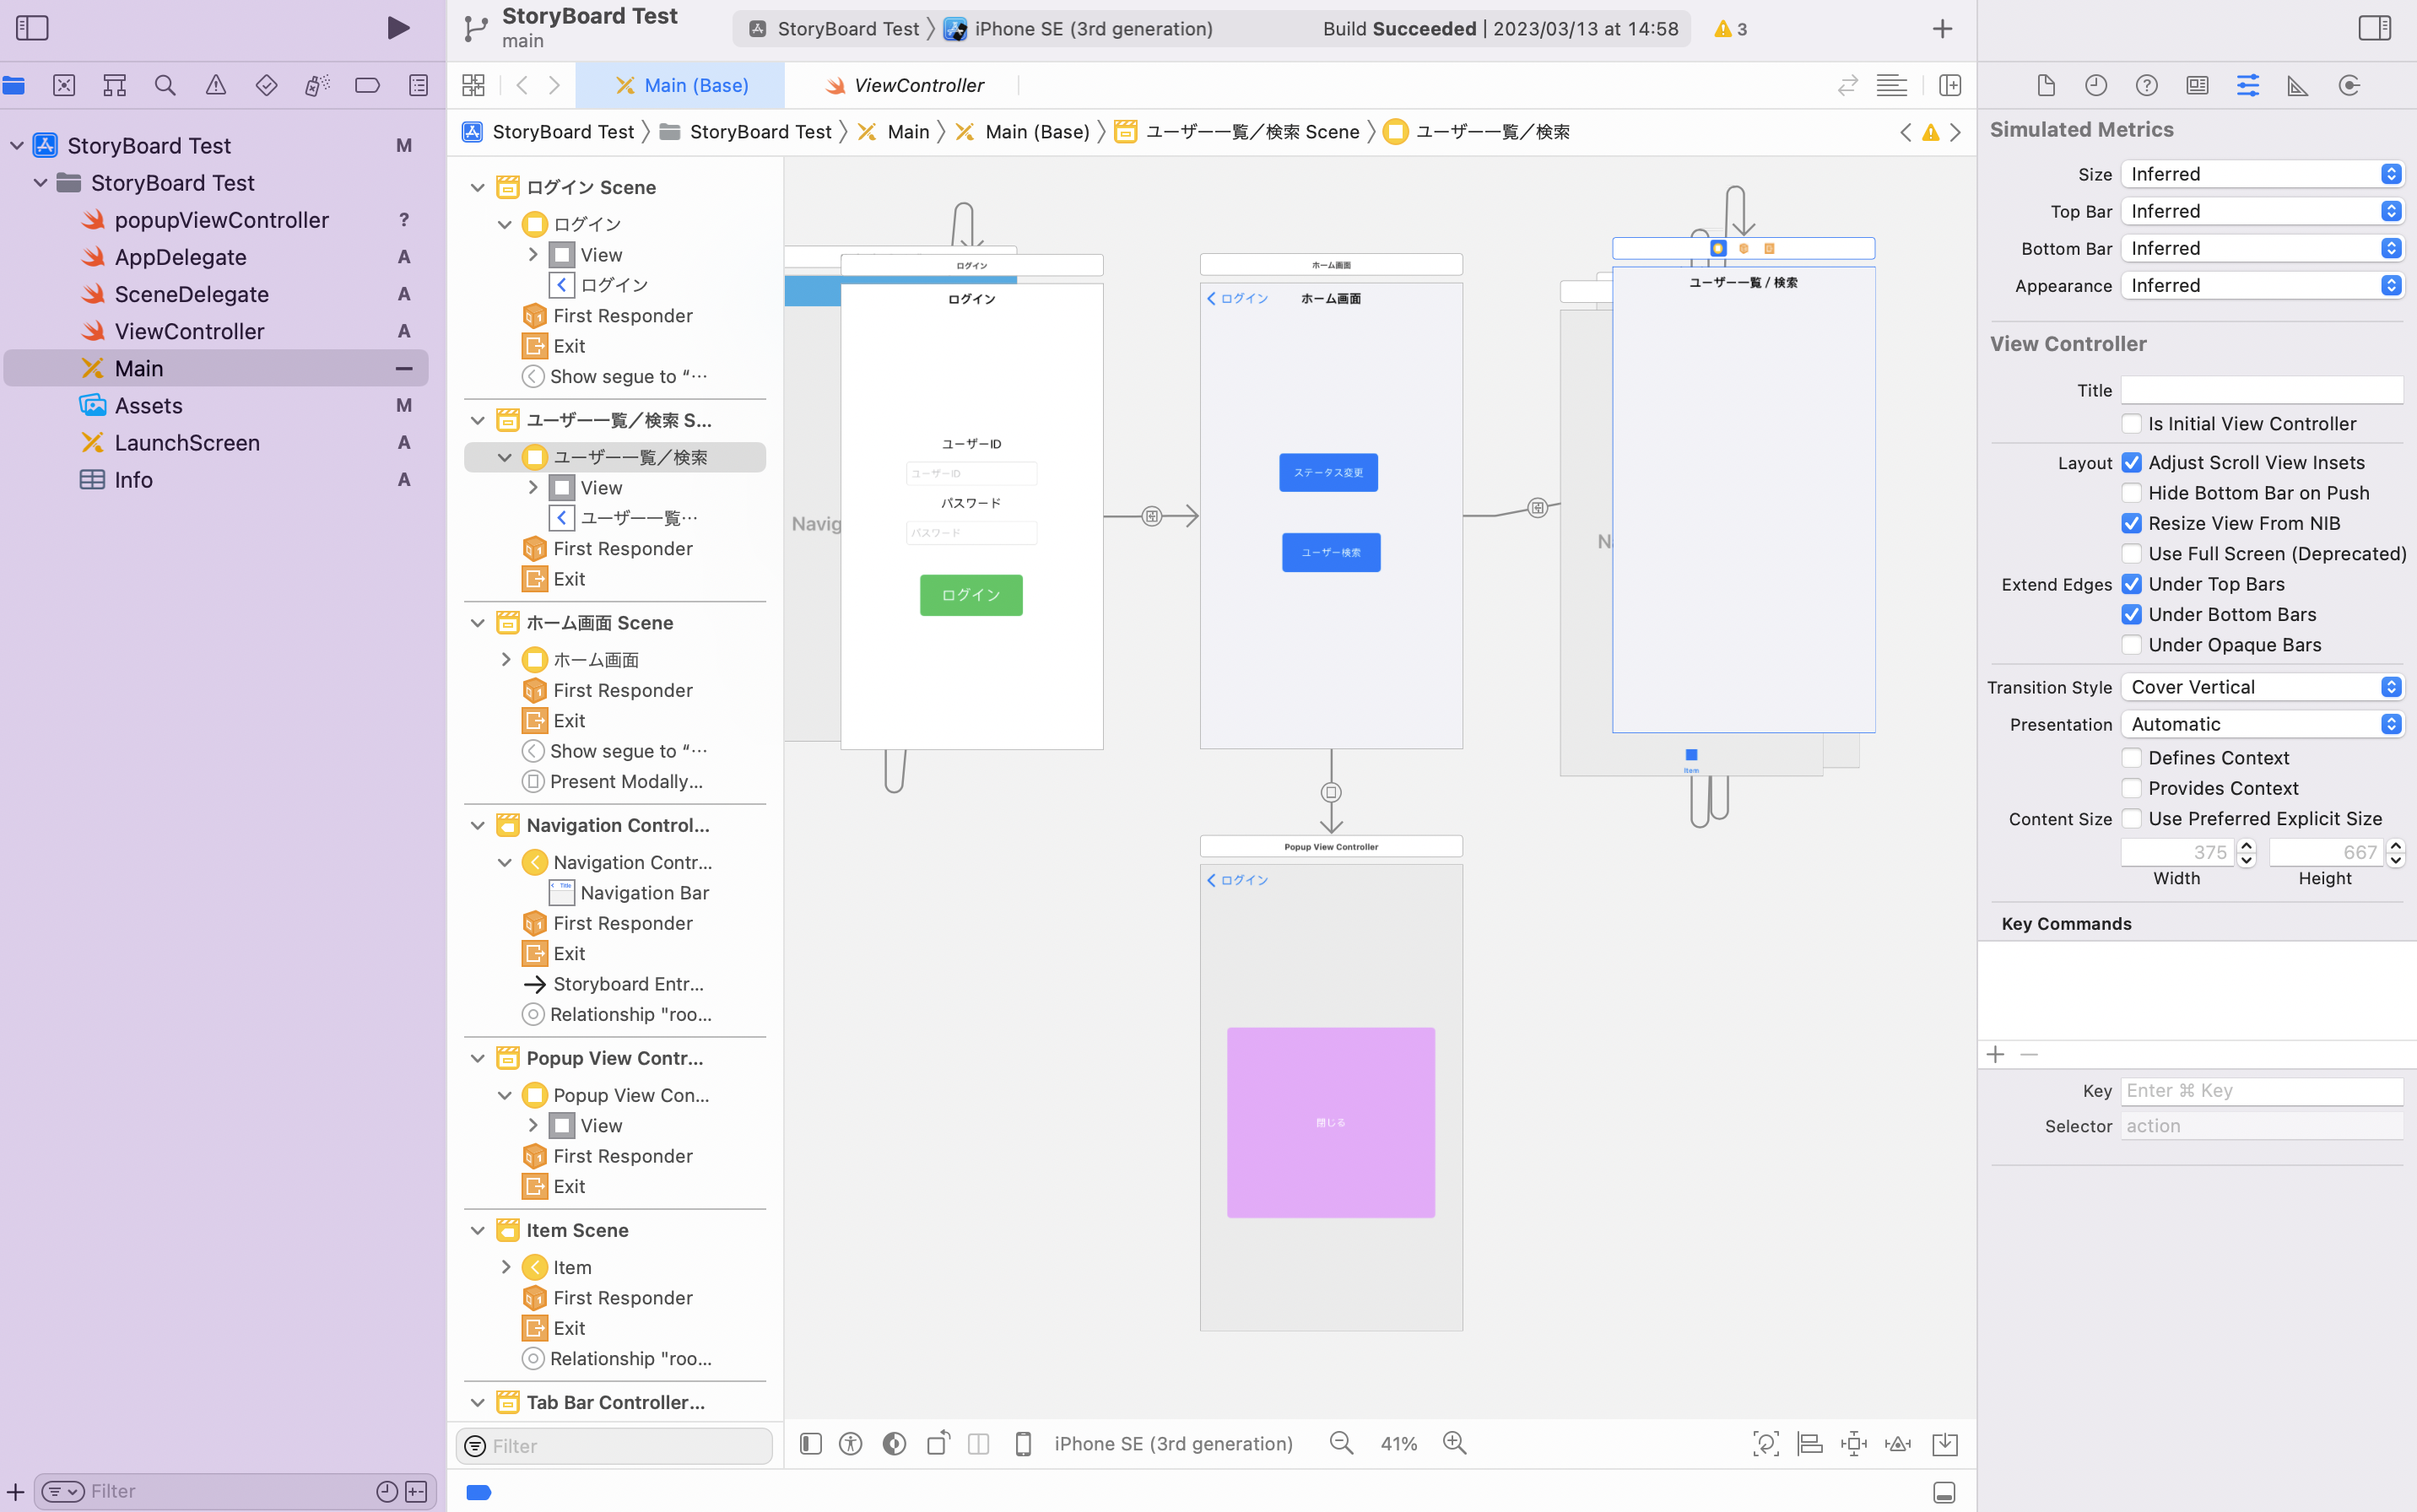 StoryBoard Test
main
StoryBoard Test
iPhone SE (3rd generation)
Build Succeeded | 2023/03/13 at 14:58
3
Main (Base)
ViewController
StoryBoard Test
StoryBoard Test
Main
Main (Base)
ユーザー一覧／検索 Scene
ユーザー一覧／検索
StoryBoard Test M
StoryBoard Test
popupViewController ?
AppDelegate A
SceneDelegate A
ViewController A
Main
Assets M
LaunchScreen A
Info A
Filter
ログイン Scene
ログイン
View
ログイン
First Responder
Exit
Show segue to “…
ユーザー一覧／検索 S...
ユーザー一覧／検索
View
ユーザー一覧…
First Responder
Exit
ホーム画面 Scene
ホーム画面
First Responder
Exit
Show segue to “…
Present Modally...
Navigation Control...
Navigation Contr...
Navigation Bar
First Responder
Exit
Storyboard Entr...
Relationship "roo...
Popup View Contr...
Popup View Con...
View
First Responder
Exit
Item Scene
Item
First Responder
Exit
Relationship "roo...
Tab Bar Controller...
Filter
Navig
ログイン
ログイン
ユーザーID
ユーザーID
パスワード
パスワード
ログイン
ホーム画面
ログイン
ホーム画面
ステータス変更
ユーザー検索
ユーザー一覧 / 検索
Item
Popup View Controller
ログイン
閉じる
iPhone SE (3rd generation)
41%
Simulated Metrics
Size Inferred
Top Bar Inferred
Bottom Bar Inferred
Appearance Inferred
View Controller
Title
Is Initial View Controller
Layout Adjust Scroll View Insets
Hide Bottom Bar on Push
Resize View From NIB
Use Full Screen (Deprecated)
Extend Edges Under Top Bars
Under Bottom Bars
Under Opaque Bars
Transition Style Cover Vertical
Presentation Automatic
Defines Context
Provides Context
Content Size Use Preferred Explicit Size
375 667
Width Height
Key Commands
Key Enter ⌘ Key
Selector action